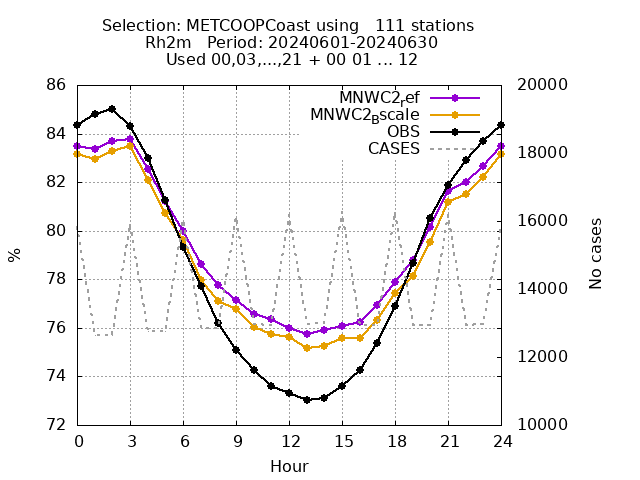 Selection: METCOOPCoast using   111 stations
Rh2m   Period: 20240601-20240630
Used 00,03,...,21 + 00 01 ... 12
MNWC2ref
MNWC2Bscale
OBS
CASES
86
84
82
80
78
76
74
72
20000
18000
16000
14000
12000
10000
%
No cases
0 3 6 9 12 15 18 21 24
Hour